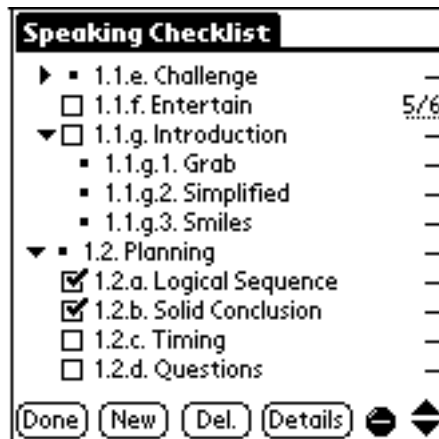 Speaking Checklist
1.1.e. Challenge
1.1.f. Entertain 5/6
1.1.g. Introduction
1.1.g.1. Grab
1.1.g.2. Simplified
1.1.g.3. Smiles
1.2. Planning
1.2.a. Logical Sequence
1.2.b. Solid Conclusion
1.2.c. Timing
1.2.d. Questions
Done New Del. Details